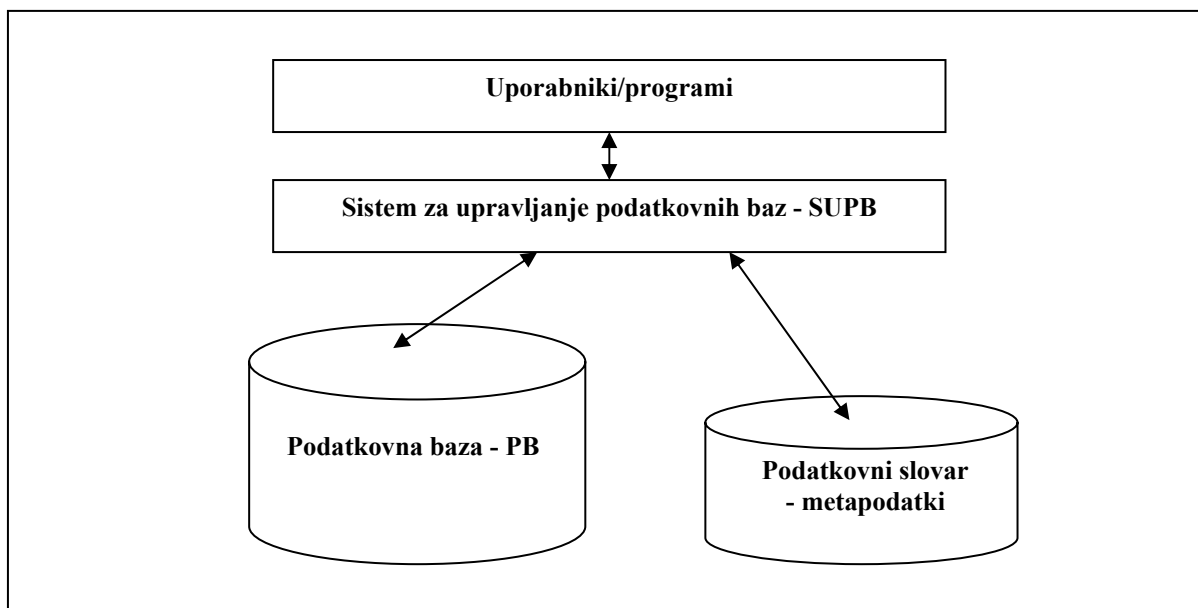 Uporabniki/programi
Sistem za upravljanje podatkovnih baz - SUPB
Podatkovna baza - PB
Podatkovni slovar
- metapodatki